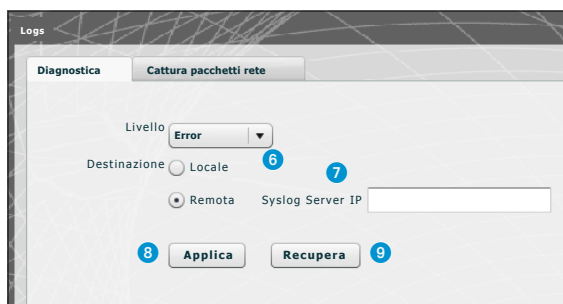 Logs
Diagnostica Cattura pacchetti rete
Livello Error
6
Destinazione Locale
7
Remota Syslog Server IP
8 Applica Recupera 9